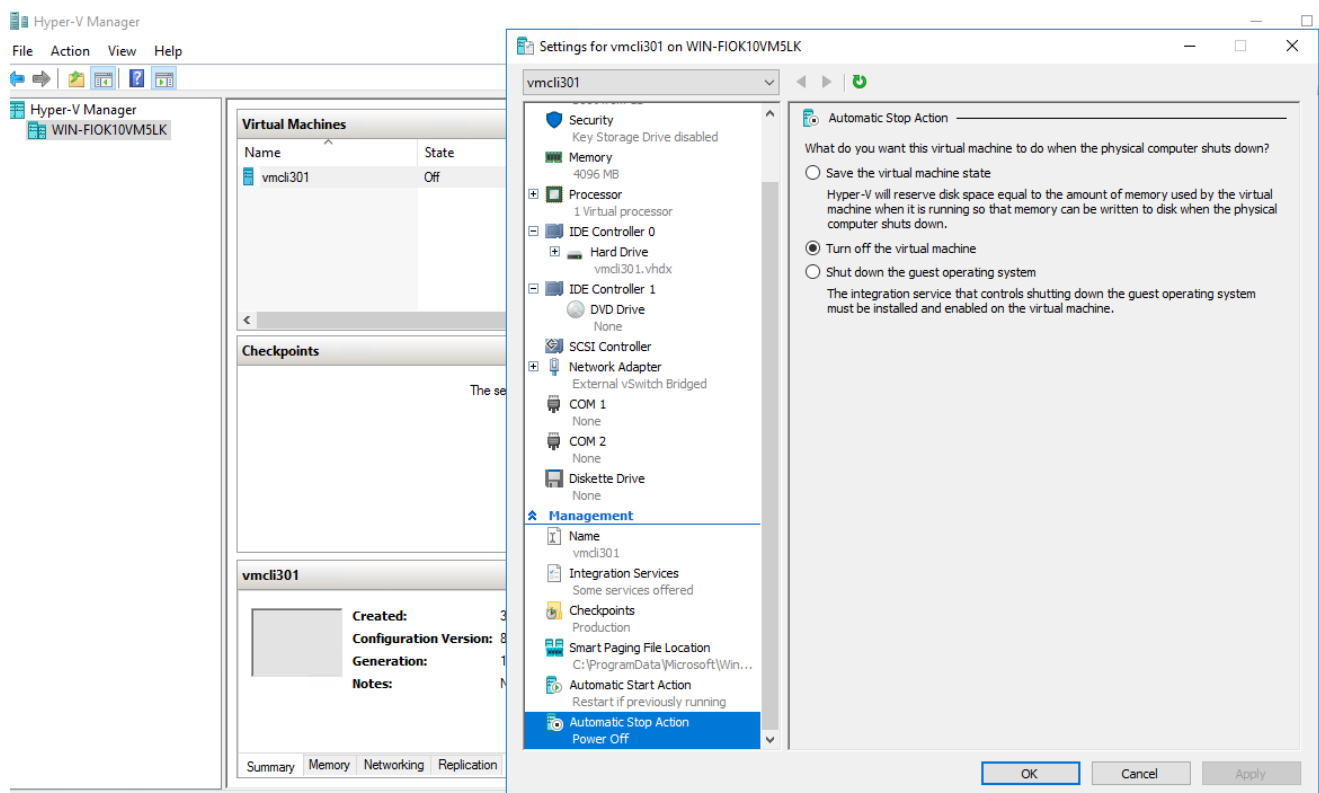 Hyper-V Manager
File Action View Help
Hyper-V Manager
WIN-FIOK10VM5LK
Virtual Machines
Name State
vmcli301 Off
Checkpoints
The se
vmcli301
Created: 3
Configuration Version: 8
Generation: 1
Notes: N
Summary Memory Networking Replication
Settings for vmcli301 on WIN-FIOK10VM5LK
vmcli301
Security
Key Storage Drive disabled
Memory
4096 MB
Processor
1 Virtual processor
IDE Controller 0
Hard Drive
vmcli301.vhdx
IDE Controller 1
DVD Drive
None
SCSI Controller
Network Adapter
External vSwitch Bridged
COM 1
None
COM 2
None
Diskette Drive
None
Management
Name
vmcli301
Integration Services
Some services offered
Checkpoints
Production
Smart Paging File Location
C:\ProgramData\Microsoft\Win...
Automatic Start Action
Restart if previously running
Automatic Stop Action
Power Off
Automatic Stop Action
What do you want this virtual machine to do when the physical computer shuts down?
Save the virtual machine state
Hyper-V will reserve disk space equal to the amount of memory used by the virtual
machine when it is running so that memory can be written to disk when the physical
computer shuts down.
Turn off the virtual machine
Shut down the guest operating system
The integration service that controls shutting down the guest operating system
must be installed and enabled on the virtual machine.
OK Cancel Apply